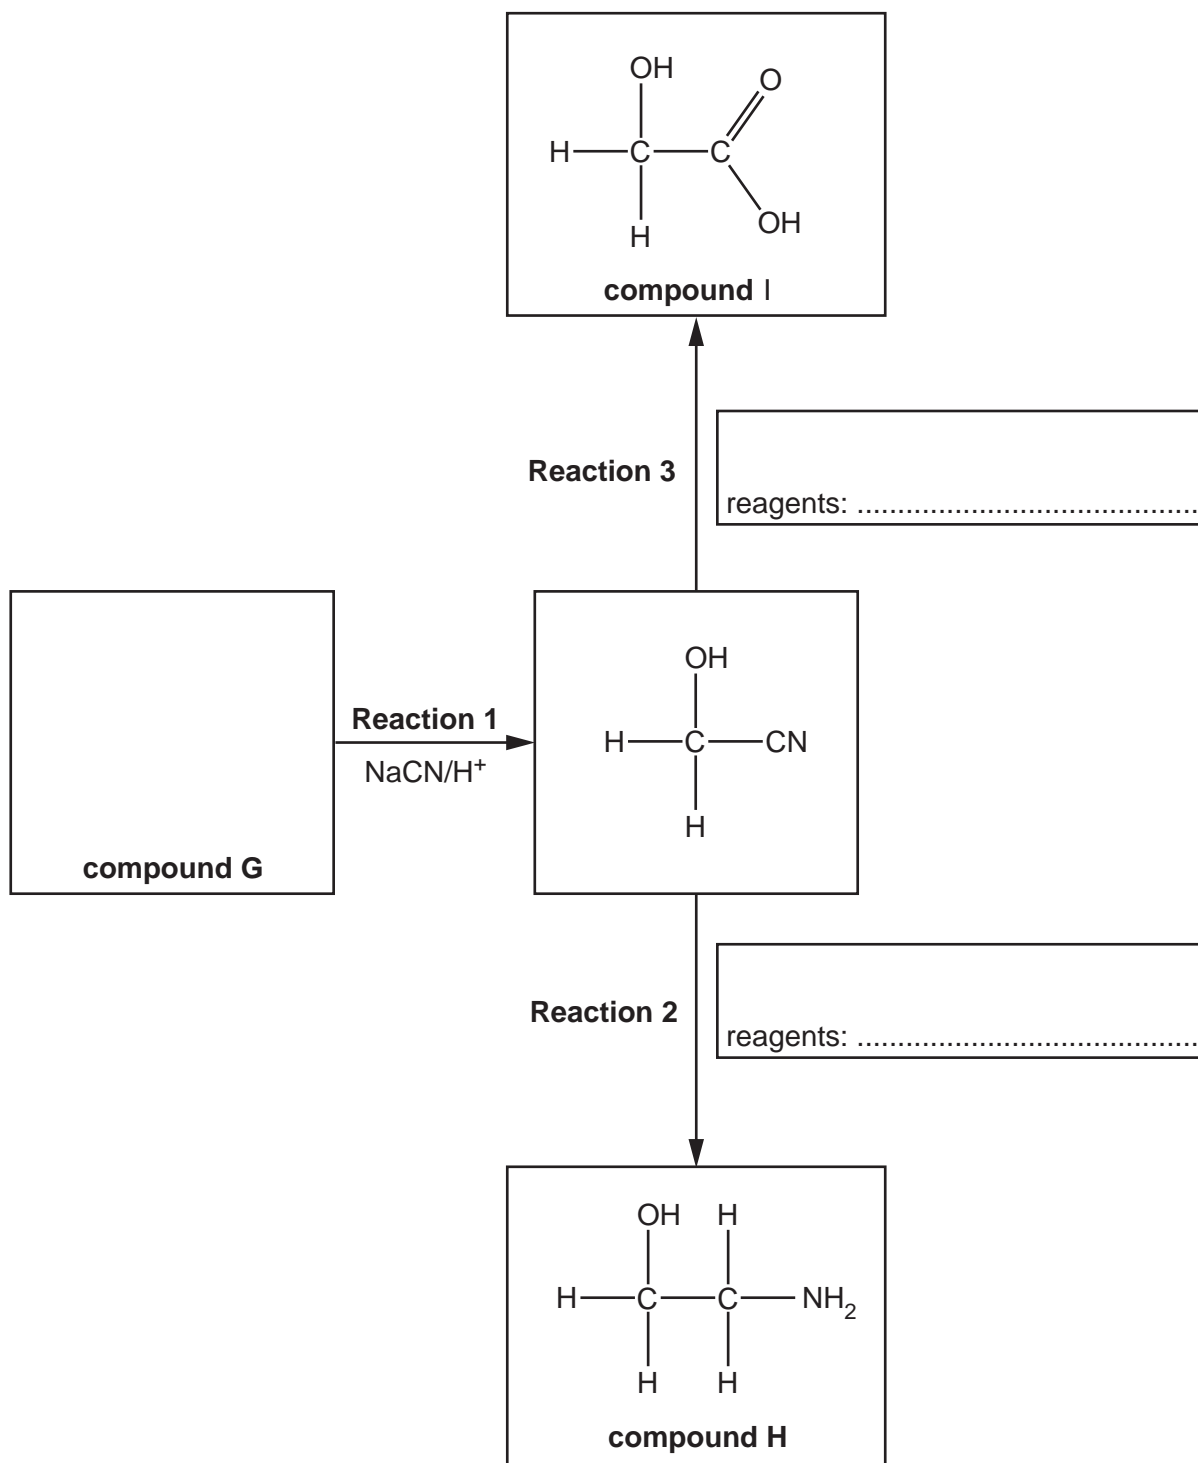 OH
O
H C C
OH
H
compound I
Reaction 3
reagents: ..........................................
OH
Reaction 1
H C CN
NaCN/H⁺
H
compound G
Reaction 2
reagents: ..........................................
OH H
H C C NH₂
H H
compound H